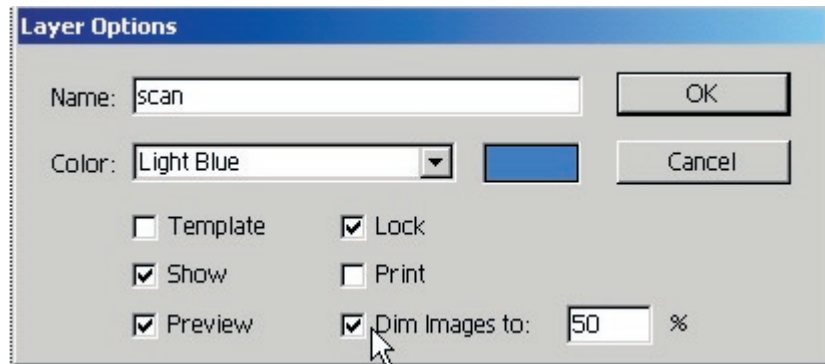 Layer Options
Name: scan OK
Color: Light Blue Cancel
Template Lock
Show Print
Preview Dim Images to: 50 %